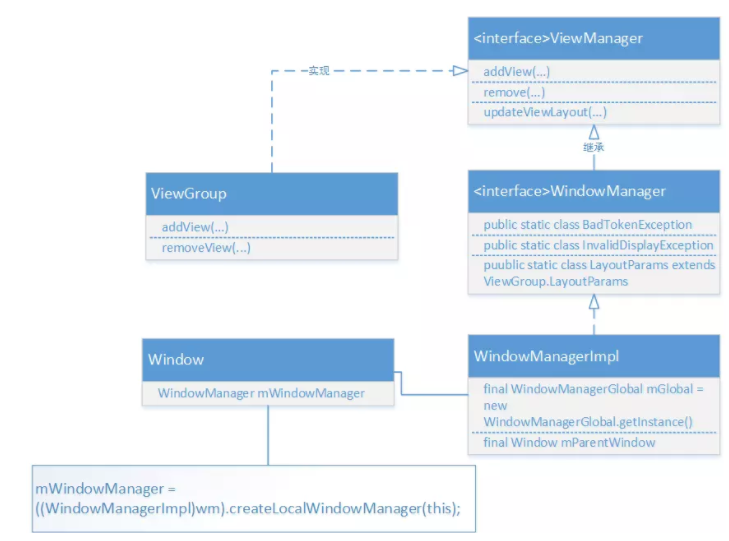 <interface>ViewManager
addView(...)
remove(...)
updateViewLayout(...)
实现
继承
ViewGroup
addView(...)
removeView(...)
<interface>WindowManager
public static class BadTokenException
public static class InvalidDisplayException
puublic static class LayoutParams extends
ViewGroup.LayoutParams
Window
WindowManager mWindowManager
WindowManagerImpl
final WindowManagerGlobal mGlobal =
new
WindowManagerGlobal.getInstance()
final Window mParentWindow
mWindowManager =
((WindowManagerImpl)wm).createLocalWindowManager(this);